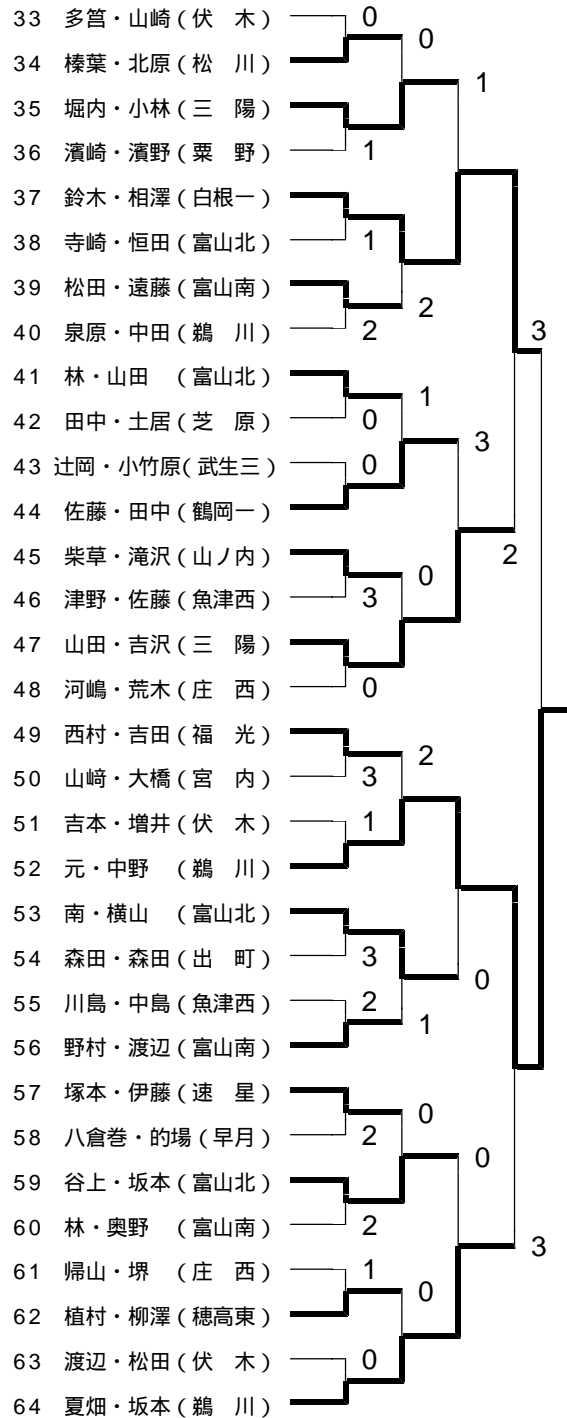 33 多筥・山崎(伏 木) 0
0
34 榛葉・北原(松 川)
1
35 堀内・小林(三 陽)
36 濱崎・濱野(粟 野) 1
37 鈴木・相澤(白根一)
38 寺崎・恒田(富山北) 1
39 松田・遠藤(富山南)
2
40 泉原・中田(鵜 川) 2
3
41 林・山田 (富山北)
1
42 田中・土居(芝 原) 0
3
43 辻岡・小竹原(武生三) 0
44 佐藤・田中(鶴岡一)
45 柴草・滝沢(山ノ内)
2
0
46 津野・佐藤(魚津西) 3
47 山田・吉沢(三 陽)
48 河嶋・荒木(庄 西) 0
49 西村・吉田(福 光)
2
50 山﨑・大橋(宮 内) 3
51 吉本・増井(伏 木) 1
52 元・中野 (鵜 川)
53 南・横山 (富山北)
54 森田・森田(出 町) 3
0
55 川島・中島(魚津西) 2
1
56 野村・渡辺(富山南)
57 塚本・伊藤(速 星)
0
58 八倉巻・的場(早月) 2
0
59 谷上・坂本(富山北)
60 林・奥野 (富山南) 2
3
61 帰山・堺 (庄 西) 1
0
62 植村・柳澤(穂高東)
63 渡辺・松田(伏 木) 0
64 夏畑・坂本(鵜 川)